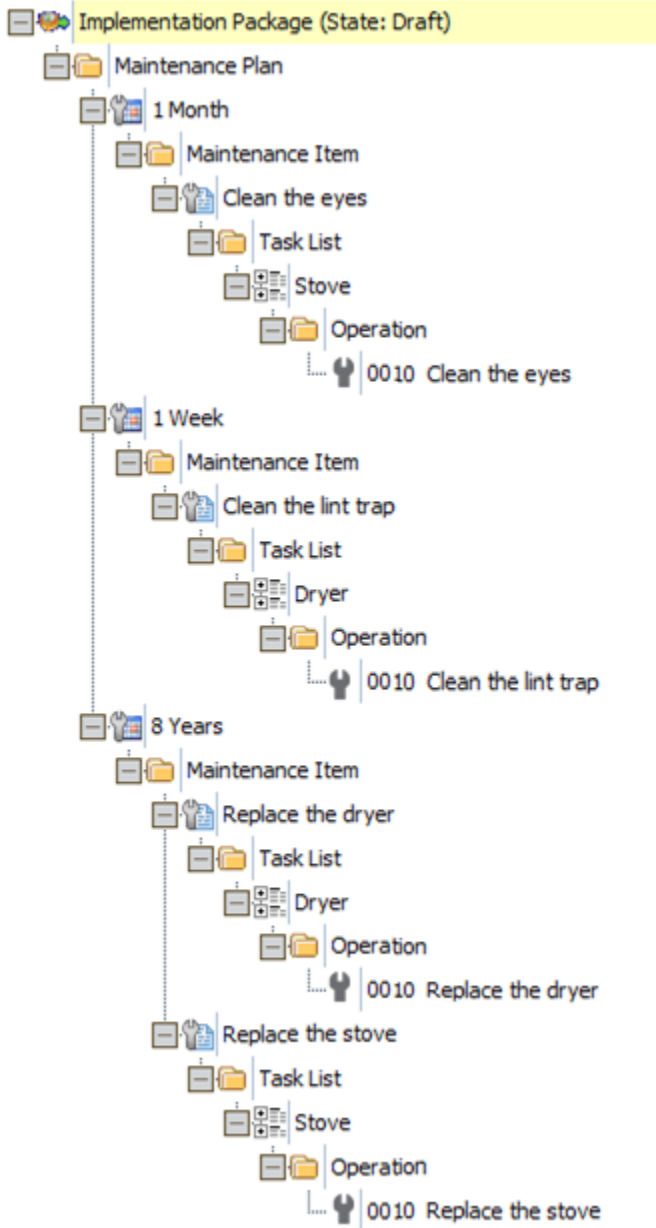 Implementation Package (State: Draft)
Maintenance Plan
1 Month
Maintenance Item
Clean the eyes
Task List
Stove
Operation
0010 Clean the eyes
1 Week
Maintenance Item
Clean the lint trap
Task List
Dryer
Operation
0010 Clean the lint trap
8 Years
Maintenance Item
Replace the dryer
Task List
Dryer
Operation
0010 Replace the dryer
Replace the stove
Task List
Stove
Operation
0010 Replace the stove